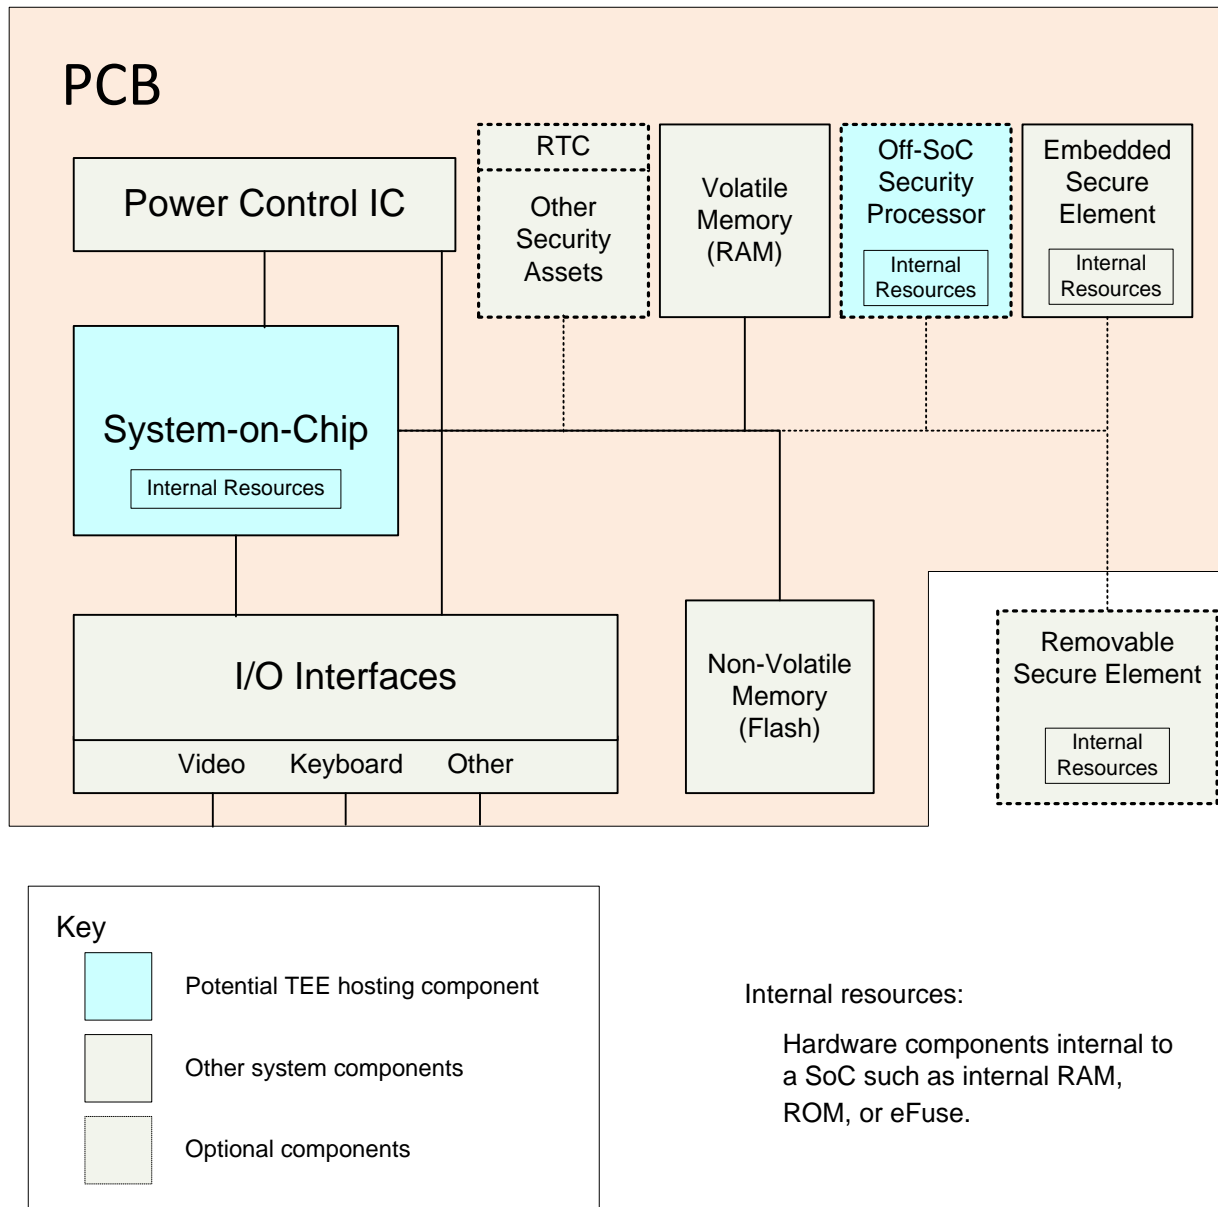 PCB
Power Control IC
RTC
Other
Security
Assets
Volatile
Memory
(RAM)
Off-SoC
Security
Processor
Internal
Resources
Embedded
Secure
Element
Internal
Resources
System-on-Chip
Internal Resources
I/O Interfaces
Video Keyboard Other
Non-Volatile
Memory
(Flash)
Removable
Secure Element
Internal
Resources
Key
Potential TEE hosting component
Other system components
Optional components
Internal resources:
Hardware components internal to
a SoC such as internal RAM,
ROM, or eFuse.